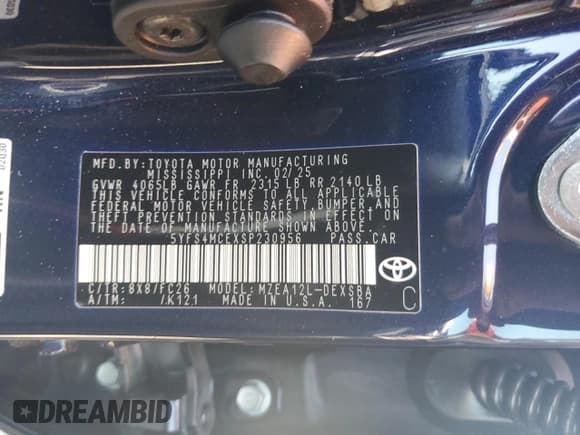 MFD.BY:TOYOTA MOTOR MANUFACTURING
MISSISSIPPI INC. 02/25
GVWR 4065LB GAWR FR 2315 LB RR 2140 LB
THIS VEHICLE CONFORMS TO ALL APPLICABLE
FEDERAL MOTOR VEHICLE SAFETY,BUMPER,AND
THEFT PREVENTION STANDARDS IN EFFECT ON
THE DATE OF MANUFACTURE SHOWN ABOVE.
5YFS4MCEXSP230956 PASS.CAR
C/TR:8X8/FC26 MODEL:MZEA12L-DEXSBA
A/TM: /K121 MADE IN U.S.A. 167
C
DREAMBID